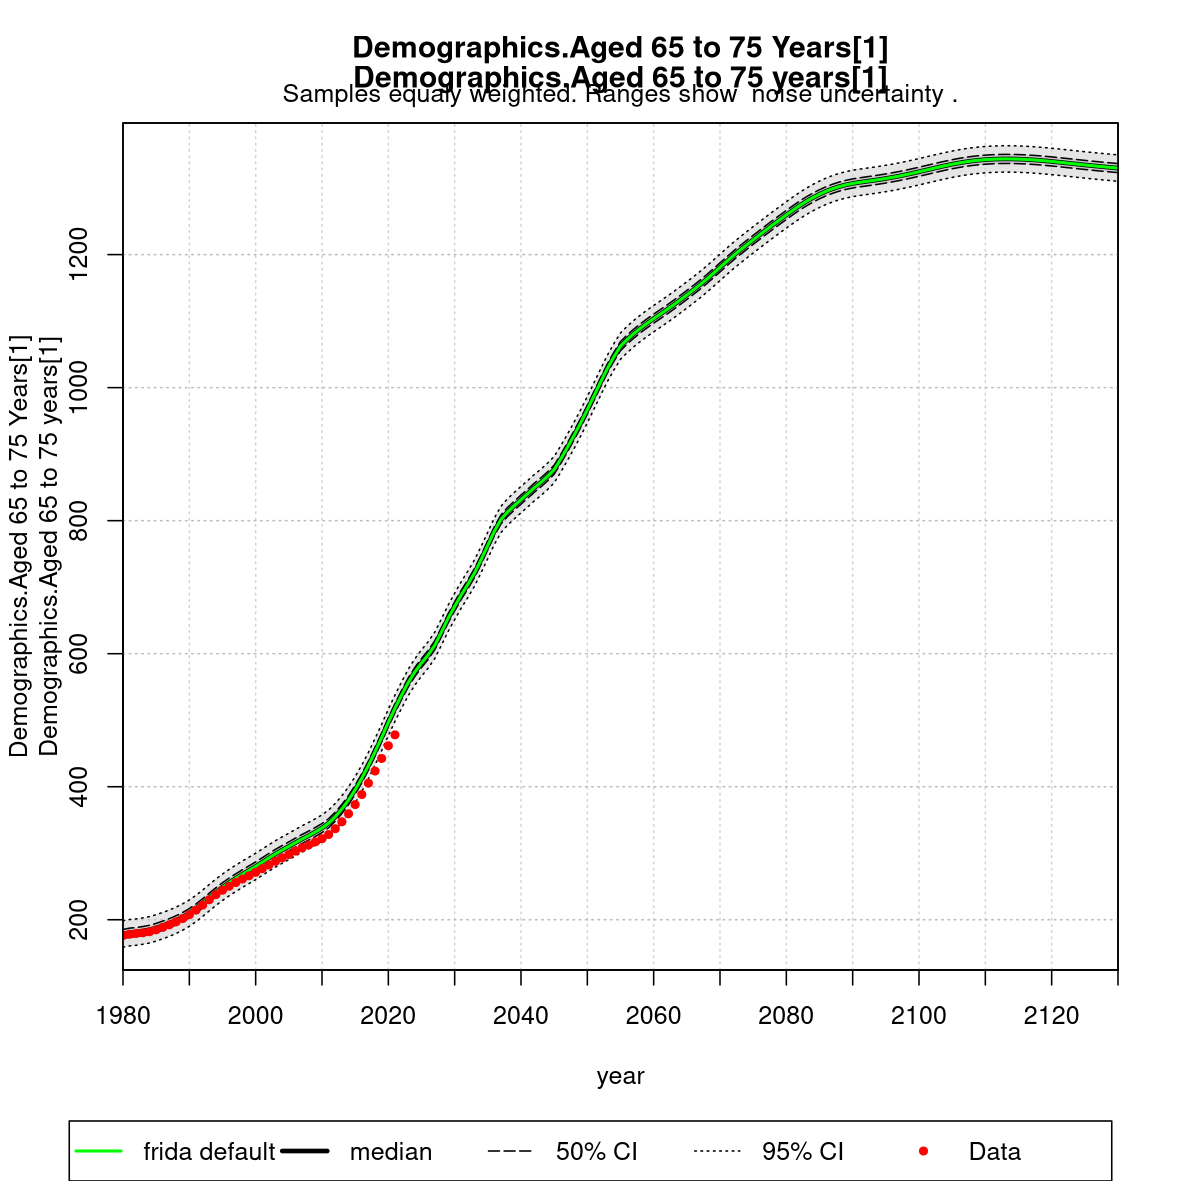 Demographics.Aged 65 to 75 Years[1]
Demographics.Aged 65 to 75 years[1]
Samples equaly weighted. Ranges show  noise uncertainty .
Demographics.Aged 65 to 75 Years[1]
Demographics.Aged 65 to 75 years[1]
1200
1000
800
600
400
200
1980 2000 2020 2040 2060 2080 2100 2120
year
frida default median 50% CI 95% CI Data